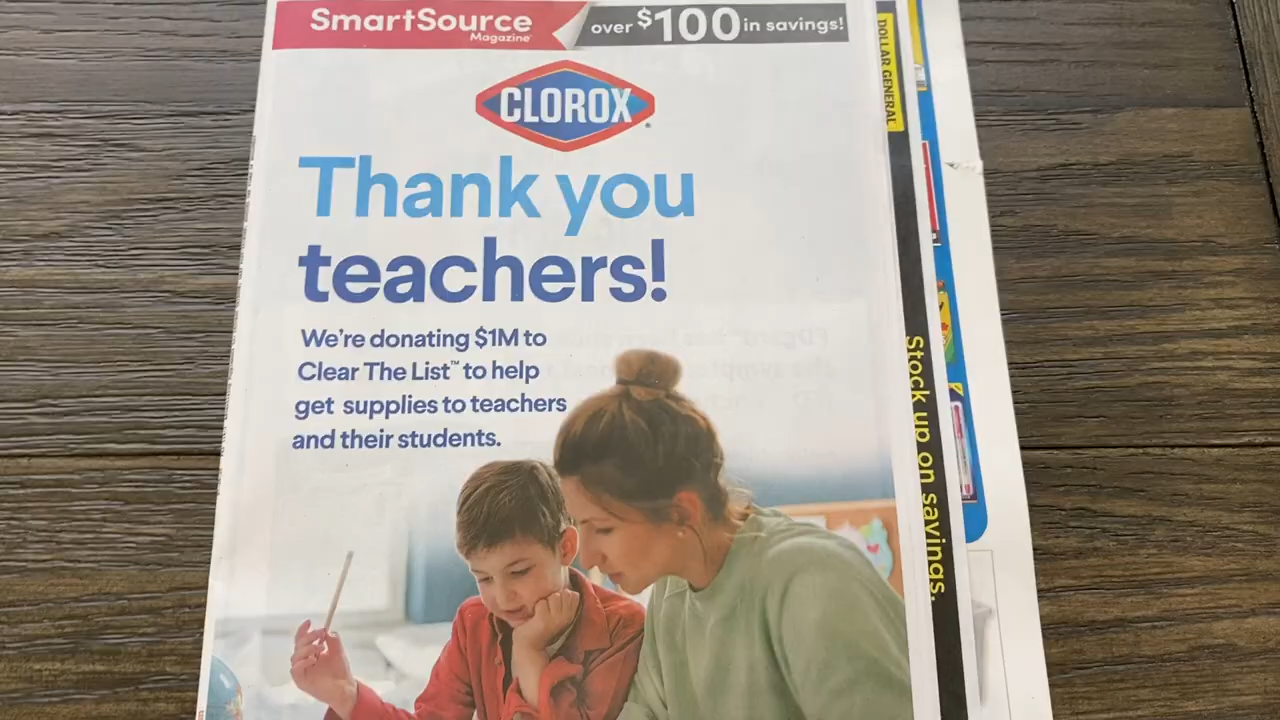 SmartSource
Magazine
over $100 in savings!
CLOROX
Thank you
teachers!
We're donating $1M to
Clear The List™ to help
get supplies to teachers
and their students.
DOLLAR GENERAL
Stock up on savings.